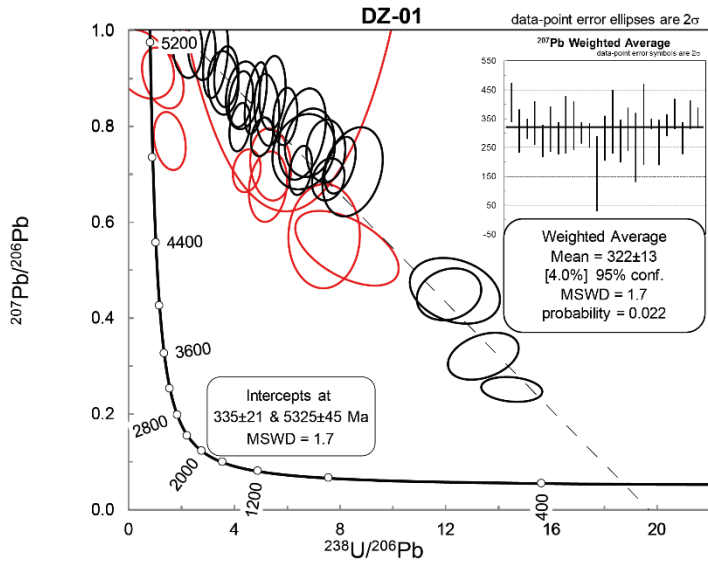 DZ-01
data-point error ellipses are 2σ
1.0
0.8
0.6
0.4
0.2
0.0
²⁰⁷Pb/²⁰⁶Pb
5200
4400
3600
2800
2000
1200
400
0
4
8
12
16
20
²³⁸U/²⁰⁶Pb
Intercepts at
335±21 & 5325±45 Ma
MSWD = 1.7
²⁰⁷Pb Weighted Average
data-point error symbols are 2σ
550
450
350
250
150
50
-50
Weighted Average
Mean = 322±13
[4.0%] 95% conf.
MSWD = 1.7
probability = 0.022